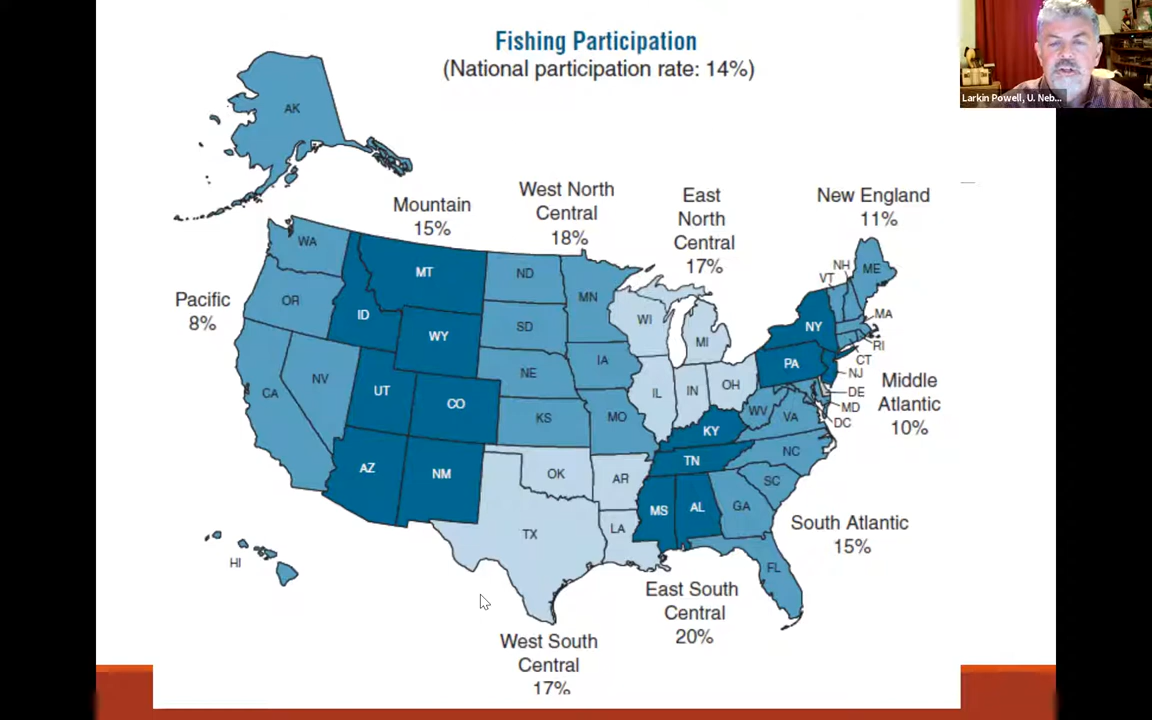 Fishing Participation
(National participation rate: 14%)
Larkin Powell, U. Neb...
AK
Mountain
15%
West North
Central
18%
East
North
Central
17%
New England
11%
Pacific
8%
Middle
Atlantic
10%
South Atlantic
15%
East South
Central
20%
West South
Central
17%
WA
OR
CA
NV
ID
MT
WY
UT
CO
AZ
NM
ND
SD
NE
KS
MN
IA
MO
WI
MI
IL
IN
OH
OK
TX
AR
LA
KY
TN
MS
AL
NY
PA
NJ
VT
NH
ME
MA
RI
CT
DE
MD
DC
WV
VA
NC
SC
GA
FL
HI